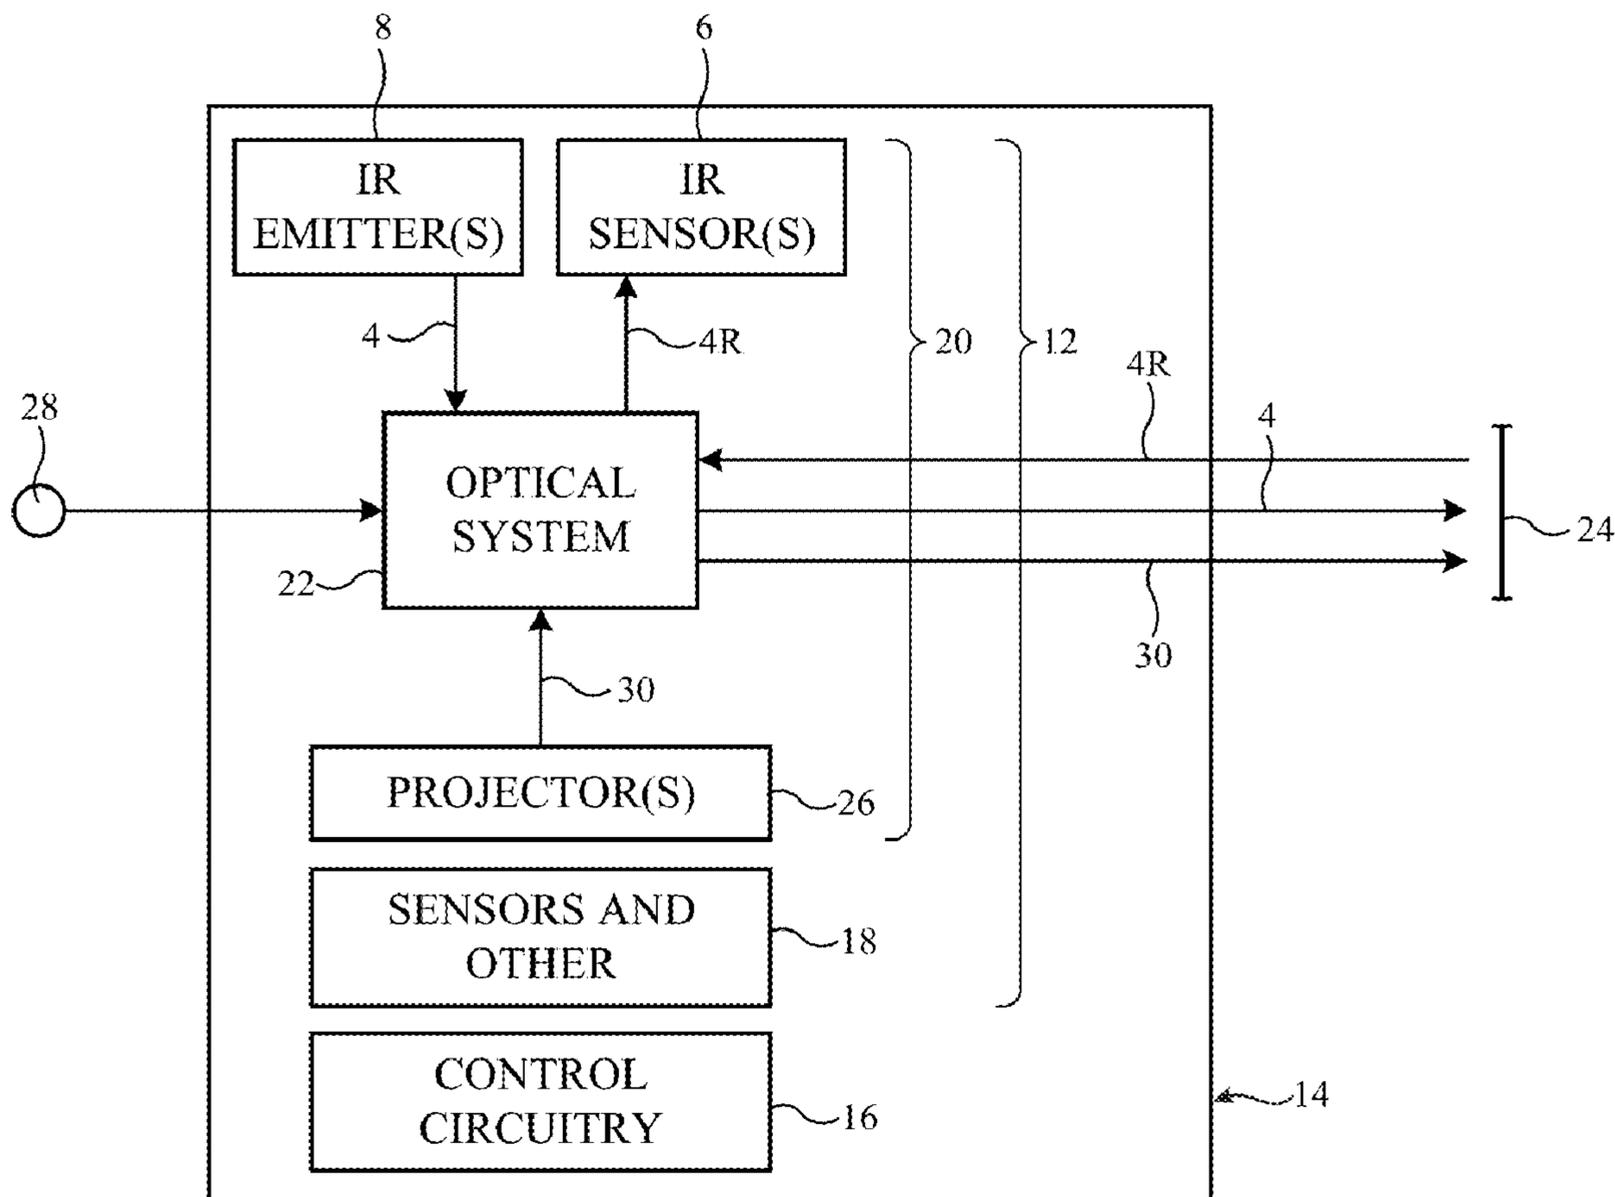 8
6
IR
EMITTER(S)
IR
SENSOR(S)
4
4R
20
12
4R
4
28
OPTICAL
SYSTEM
24
22
30
30
PROJECTOR(S)
26
SENSORS AND
OTHER
18
CONTROL
CIRCUITRY
16
14